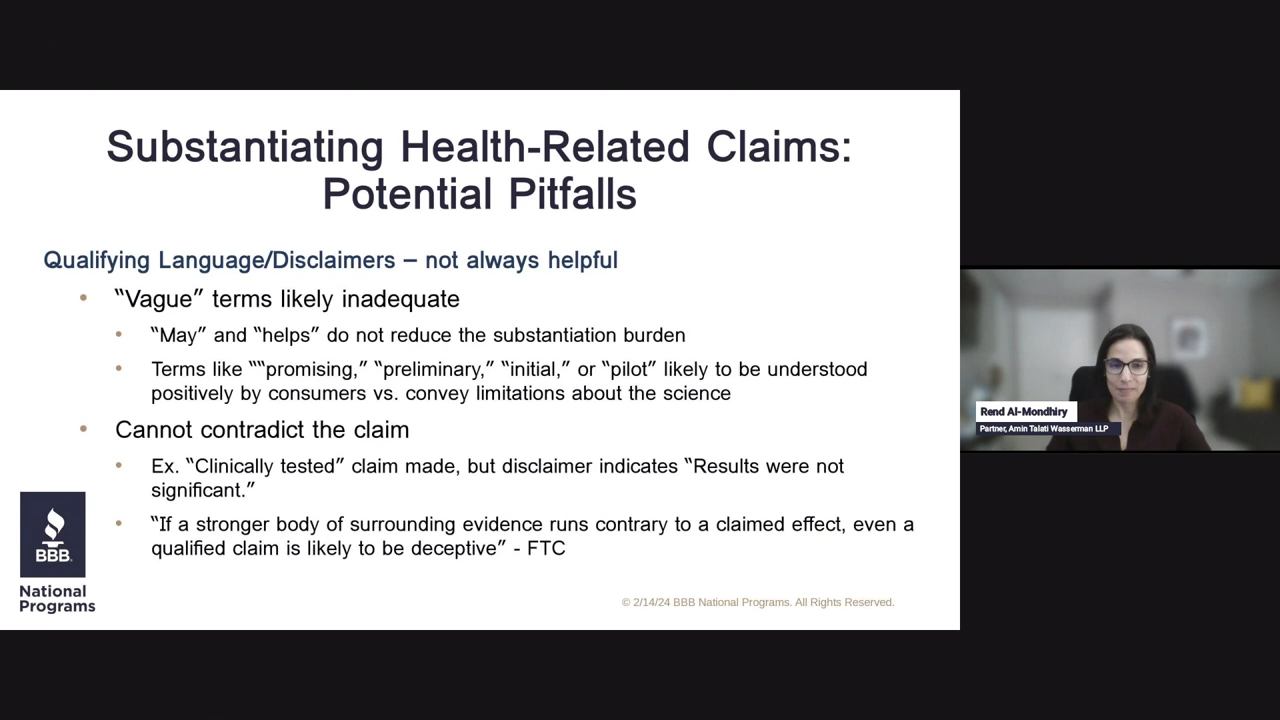 Substantiating Health-Related Claims:
Potential Pitfalls
Qualifying Language/Disclaimers – not always helpful
• “Vague” terms likely inadequate
• “May” and “helps” do not reduce the substantiation burden
• Terms like ““promising,” “preliminary,” “initial,” or “pilot” likely to be understood
positively by consumers vs. convey limitations about the science
• Cannot contradict the claim
• Ex. “Clinically tested” claim made, but disclaimer indicates “Results were not
significant.”
• “If a stronger body of surrounding evidence runs contrary to a claimed effect, even a
qualified claim is likely to be deceptive” - FTC
BBB.
National
Programs
© 2/14/24 BBB National Programs. All Rights Reserved.
Rend Al-Mondhiry
Partner, Amin Talati Wasserman LLP